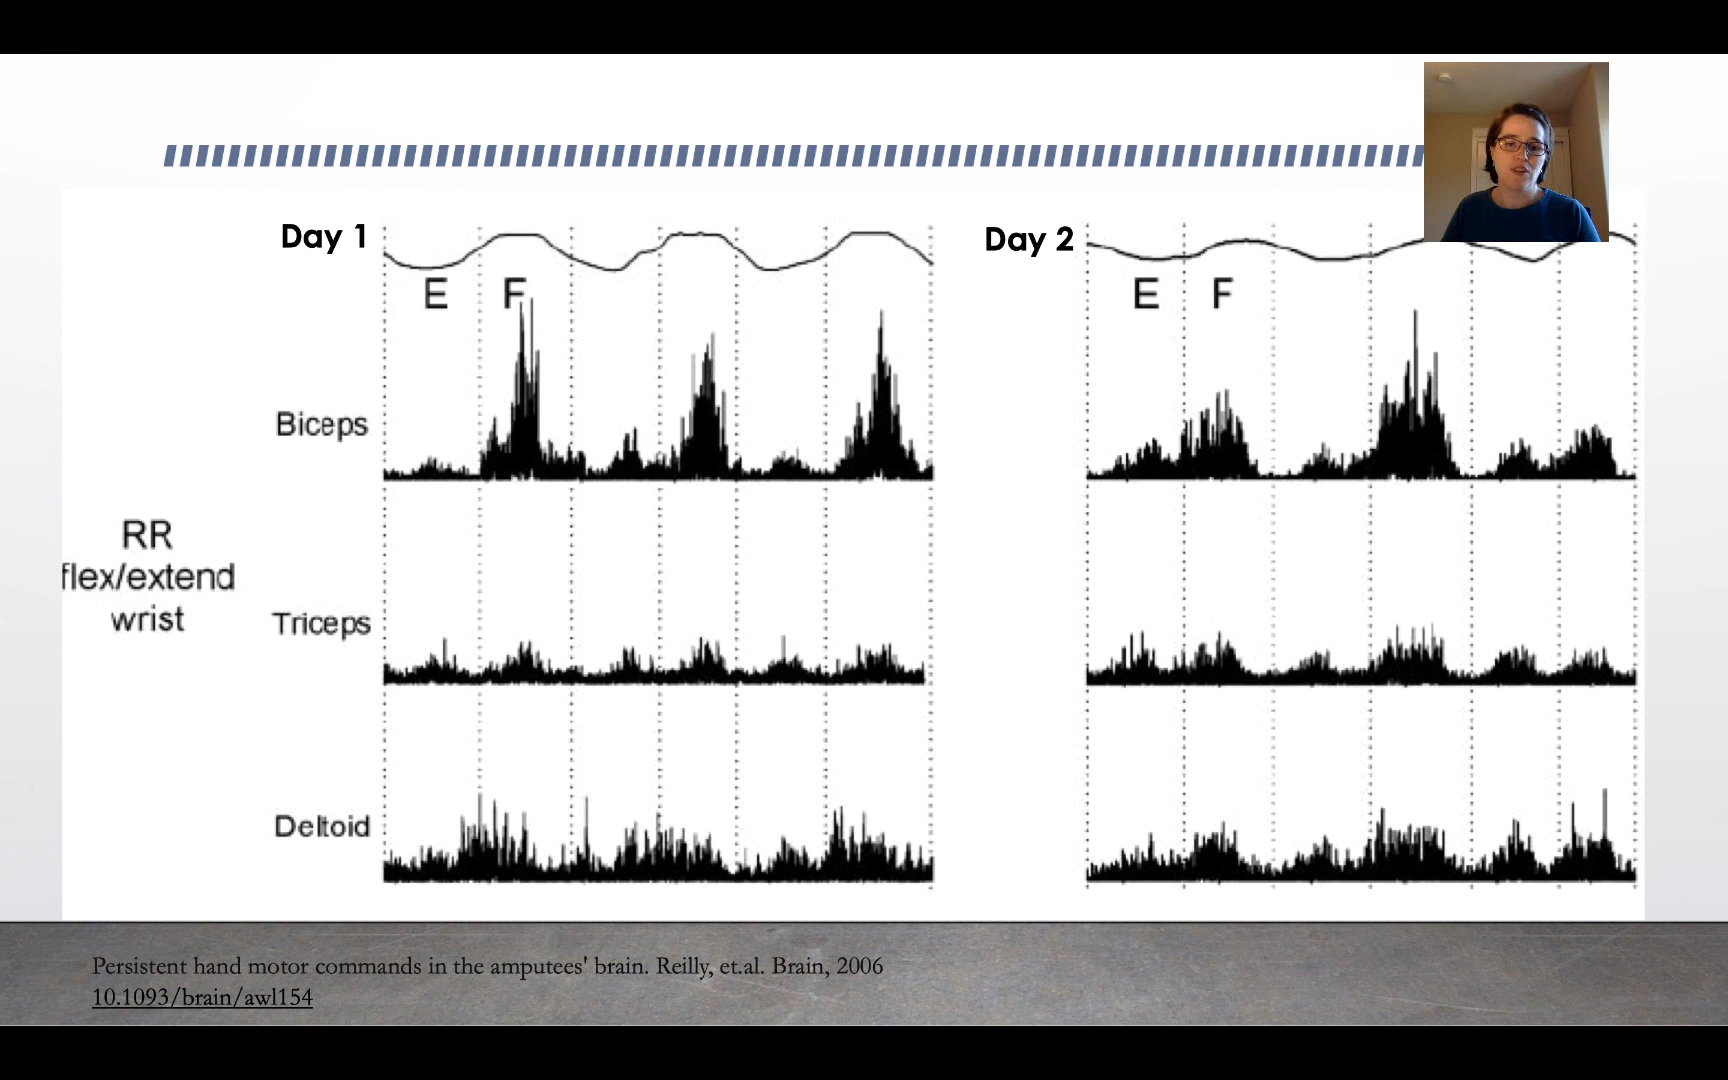 Day 1
Day 2
E F
E F
Biceps
RR
flex/extend
wrist
Triceps
Deltoid
Persistent hand motor commands in the amputees' brain. Reilly, et.al. Brain, 2006
10.1093/brain/awl154